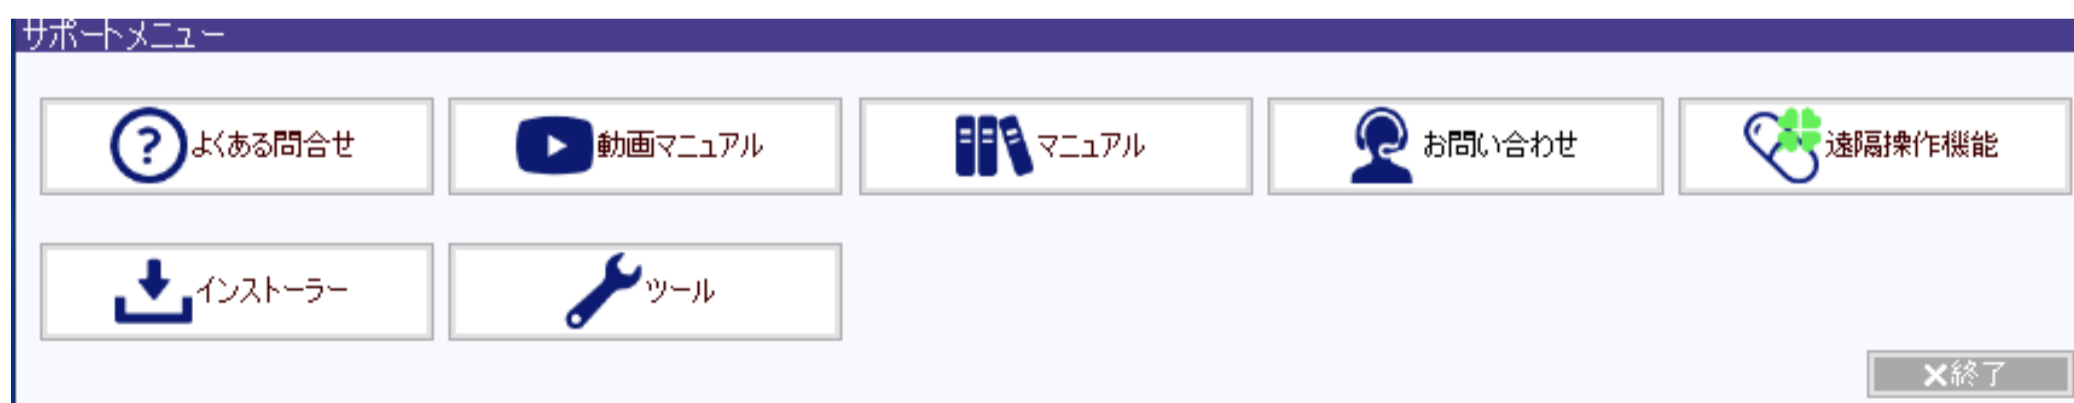 サポートメニュー
よくある問合せ
動画マニュアル
マニュアル
お問い合わせ
遠隔操作機能
インストーラー
ツール
×終了